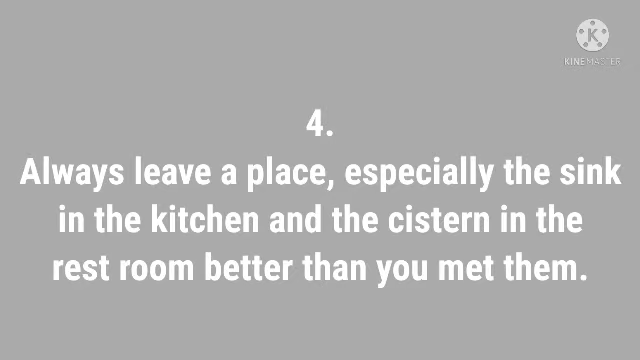 KINEMASTER
4.
Always leave a place, especially the sink
in the kitchen and the cistern in the
rest room better than you met them.